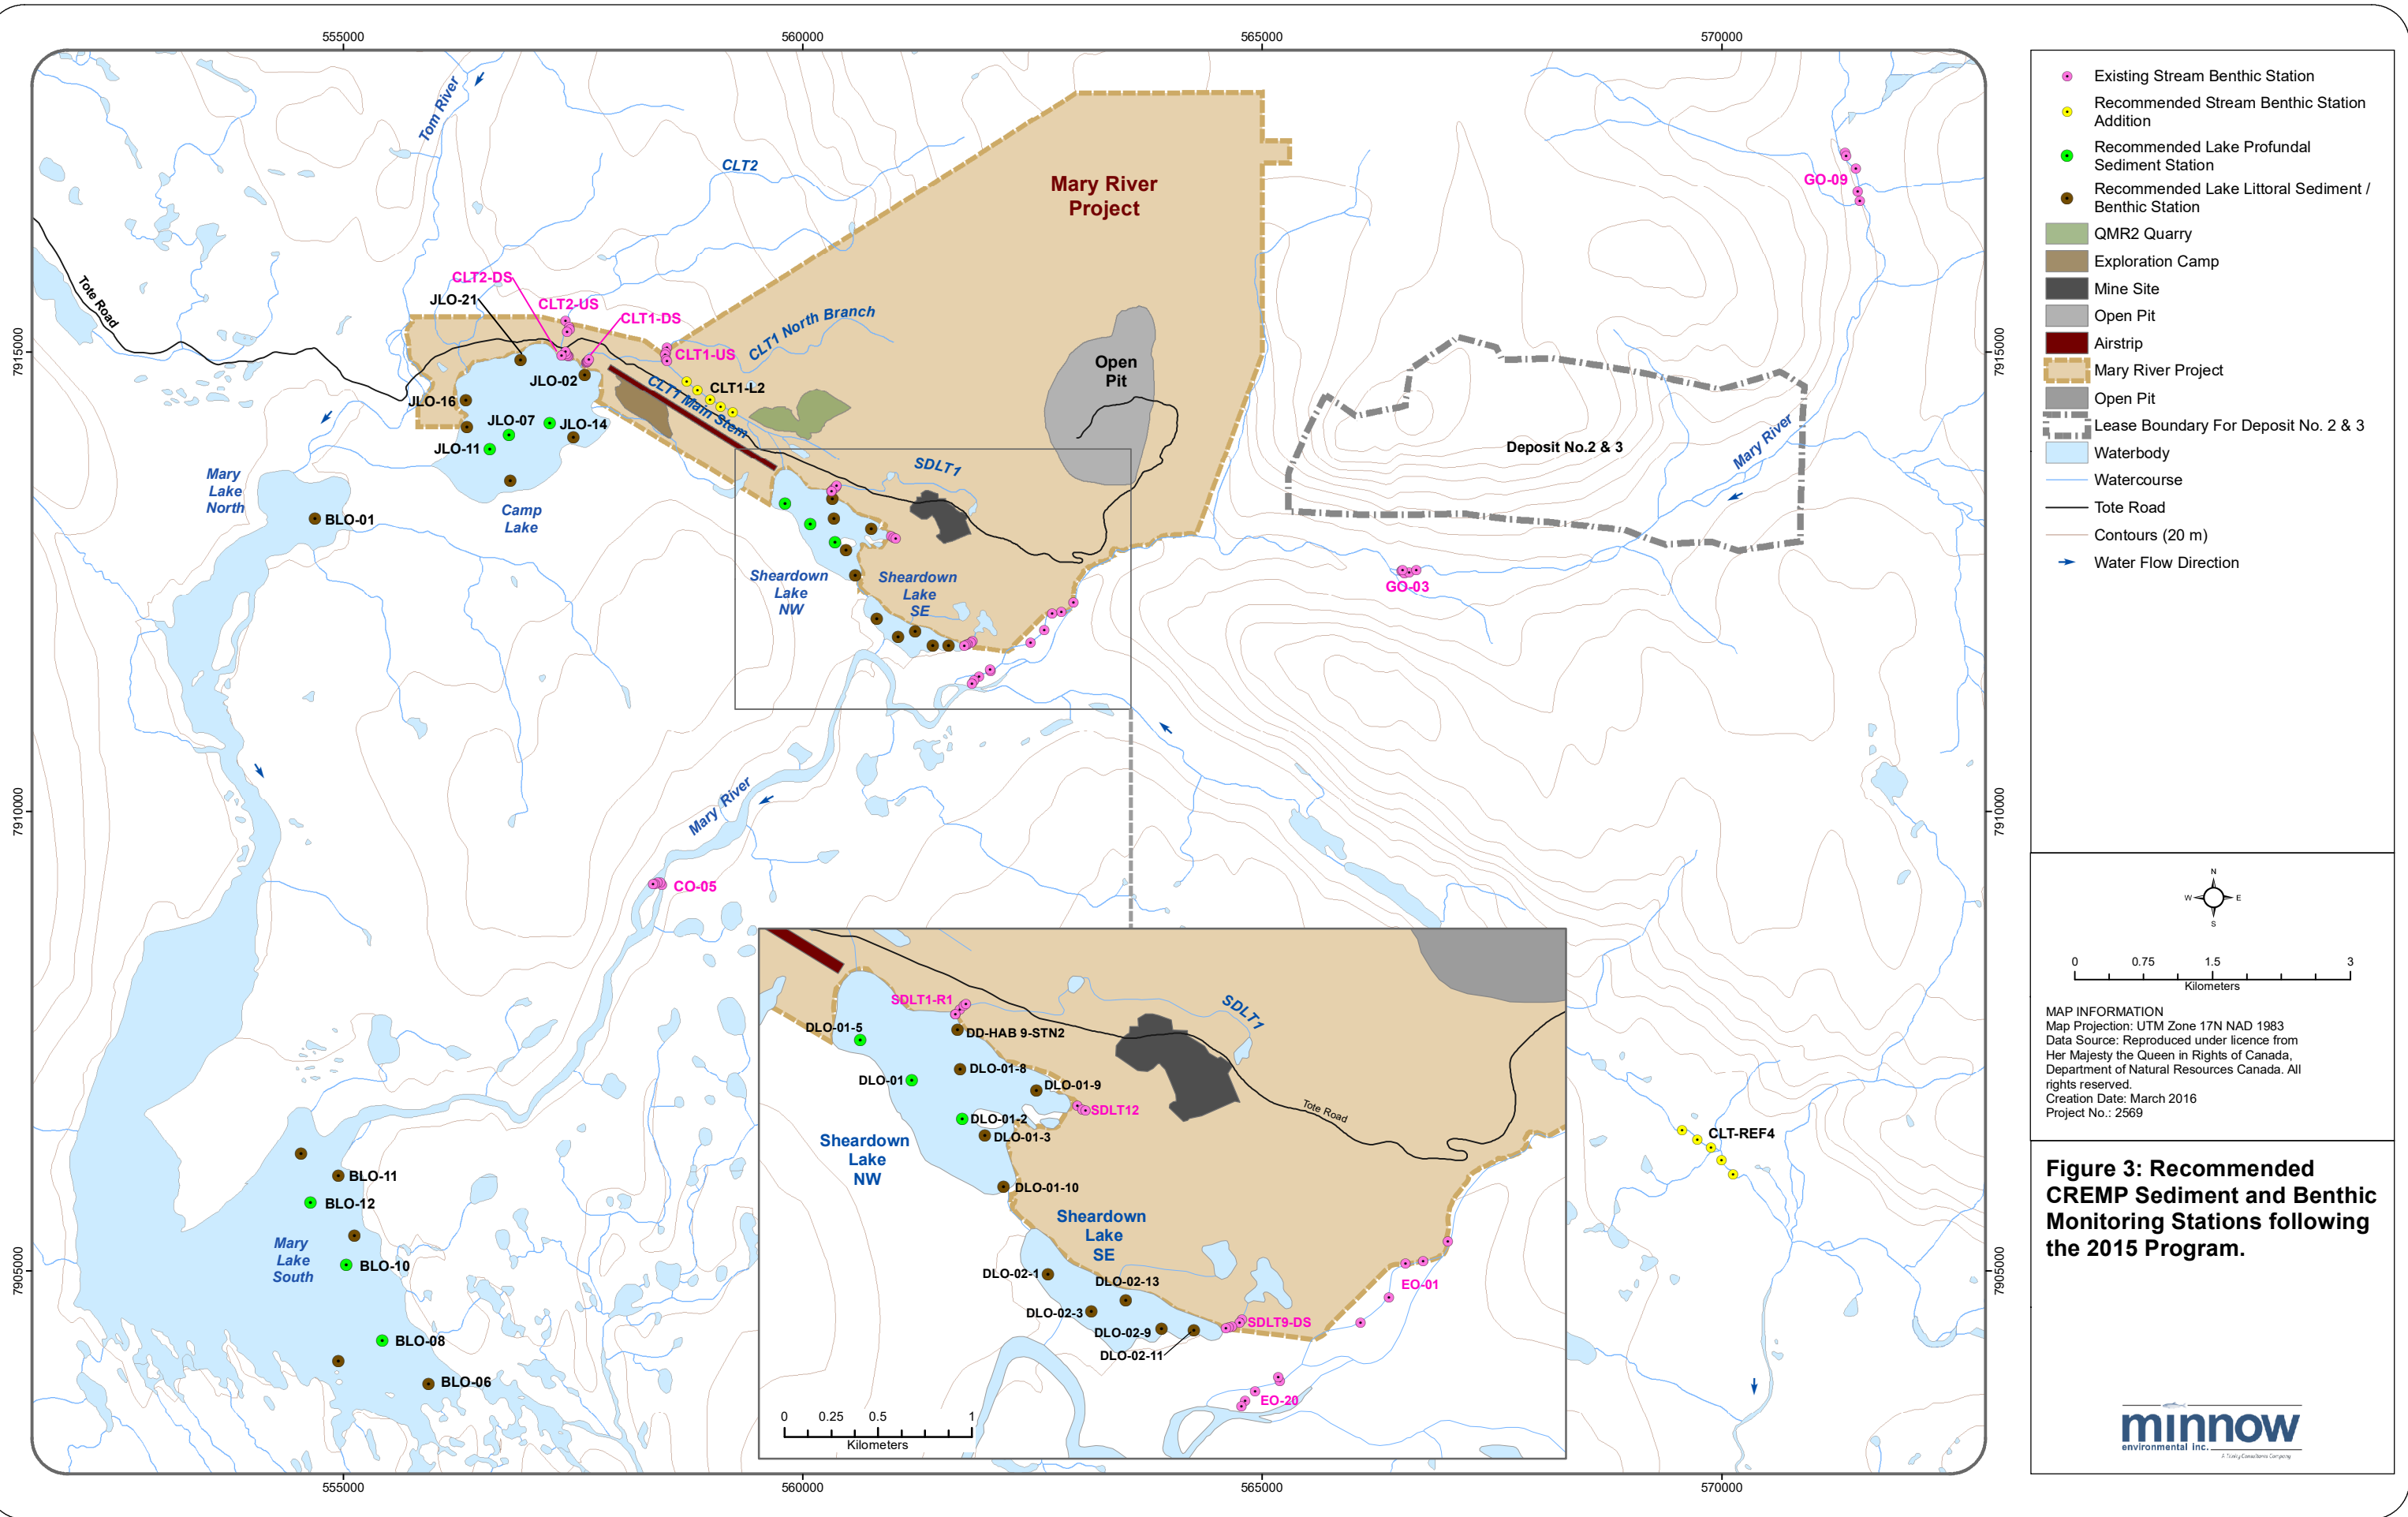 555000
560000
565000
570000
7915000
7910000
7905000
7915000
7910000
7905000
555000
560000
565000
570000
Tom River
CLT2
Mary River
Project
GO-09
Tote Road
CLT2-DS
JLO-21
CLT2-US
CLT1-DS
CLT1 North Branch
CLT1-US
Open
Pit
JLO-02
CLT1-L2
CLT1 Main Stem
JLO-16
JLO-07
JLO-14
JLO-11
Deposit No.2 & 3
Mary River
SDLT1
Mary
Lake
North
BLO-01
Camp
Lake
Sheardown
Lake
NW
Sheardown
Lake
SE
GO-03
Mary River
CO-05
BLO-11
BLO-12
Mary
Lake
South
BLO-10
BLO-08
BLO-06
CLT-REF4
SDLT1-R1
SDLT1
DLO-01-5
DD-HAB 9-STN2
DLO-01-8
DLO-01
DLO-01-9
SDLT12
Tote Road
DLO-01-2
DLO-01-3
Sheardown
Lake
NW
DLO-01-10
Sheardown
Lake
SE
DLO-02-1
DLO-02-13
EO-01
DLO-02-3
SDLT9-DS
DLO-02-9
DLO-02-11
EO-20
0 0.25 0.5 1
Kilometers
Existing Stream Benthic Station
Recommended Stream Benthic Station
Addition
Recommended Lake Profundal
Sediment Station
Recommended Lake Littoral Sediment /
Benthic Station
QMR2 Quarry
Exploration Camp
Mine Site
Open Pit
Airstrip
Mary River Project
Open Pit
Lease Boundary For Deposit No. 2 & 3
Waterbody
Watercourse
Tote Road
Contours (20 m)
Water Flow Direction
N
W E
S
0 0.75 1.5 3
Kilometers
MAP INFORMATION
Map Projection: UTM Zone 17N NAD 1983
Data Source: Reproduced under licence from
Her Majesty the Queen in Rights of Canada,
Department of Natural Resources Canada. All
rights reserved.
Creation Date: March 2016
Project No.: 2569
Figure 3: Recommended
CREMP Sediment and Benthic
Monitoring Stations following
the 2015 Program.
minnow
environmental inc.
A Trinity Consultants Company